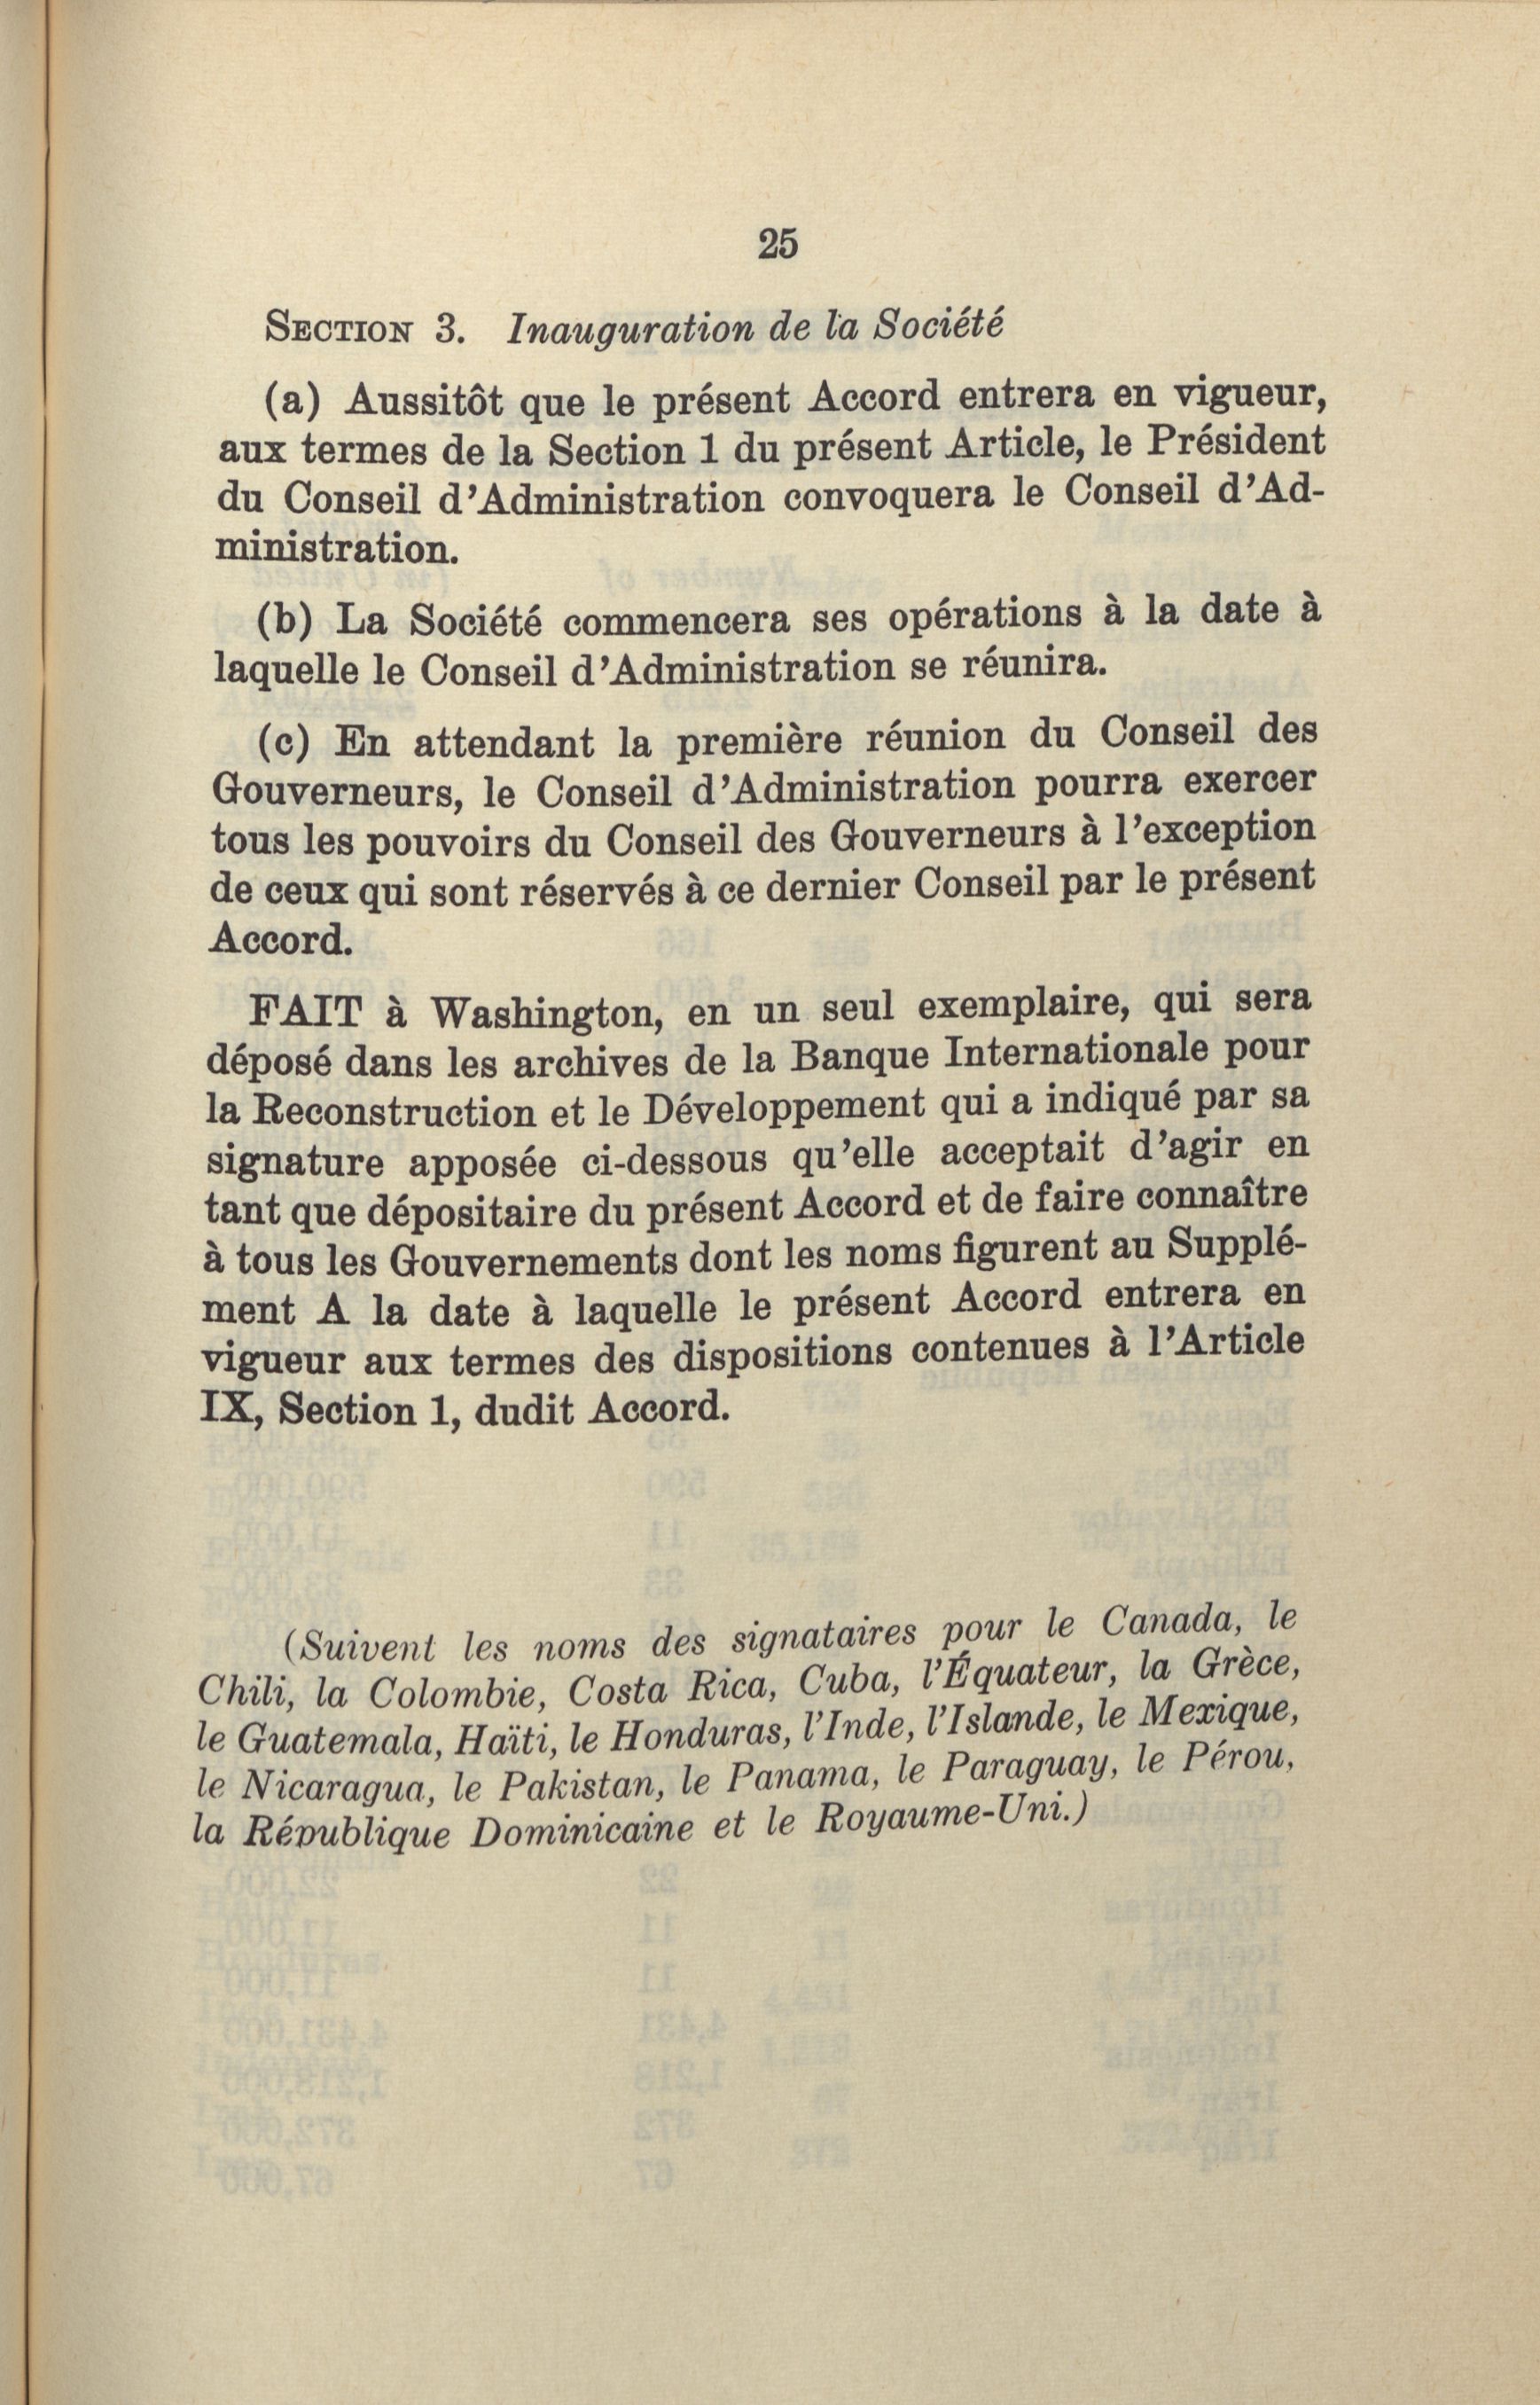 25
SECTION 3. Inauguration de la Société
(a) Aussitôt que le présent Accord entrera en vigueur,
aux termes de la Section 1 du présent Article, le Président
du Conseil d'Administration convoquera le Conseil d'Ad-
ministration.
(b) La Société commencera ses opérations à la date à
laquelle le Conseil d'Administration se réunira.
(c) En attendant la première réunion du Conseil des
Gouverneurs, le Conseil d'Administration pourra exercer
tous les pouvoirs du Conseil des Gouverneurs à l'exception
de ceux qui sont réservés à ce dernier Conseil par le présent
Accord.
FAIT à Washington, en un seul exemplaire, qui sera
déposé dans les archives de la Banque Internationale pour
la Reconstruction et le Développement qui a indiqué par sa
signature apposée ci-dessous qu'elle acceptait d'agir en
tant que dépositaire du présent Accord et de faire connaître
à tous les Gouvernements dont les noms figurent au Supplé-
ment A la date à laquelle le présent Accord entrera en
vigueur aux termes des dispositions contenues à l'Article
IX, Section 1, dudit Accord.
(Suivent les noms des signataires pour le Canada, le
Chili, la Colombie, Costa Rica, Cuba, l'Équateur, la Grèce,
le Guatemala, Haïti, le Honduras, l'Inde, l'Islande, le Mexique,
le Nicaragua, le Pakistan, le Panama, le Paraguay, le Pérou,
la République Dominicaine et le Royaume-Uni.)